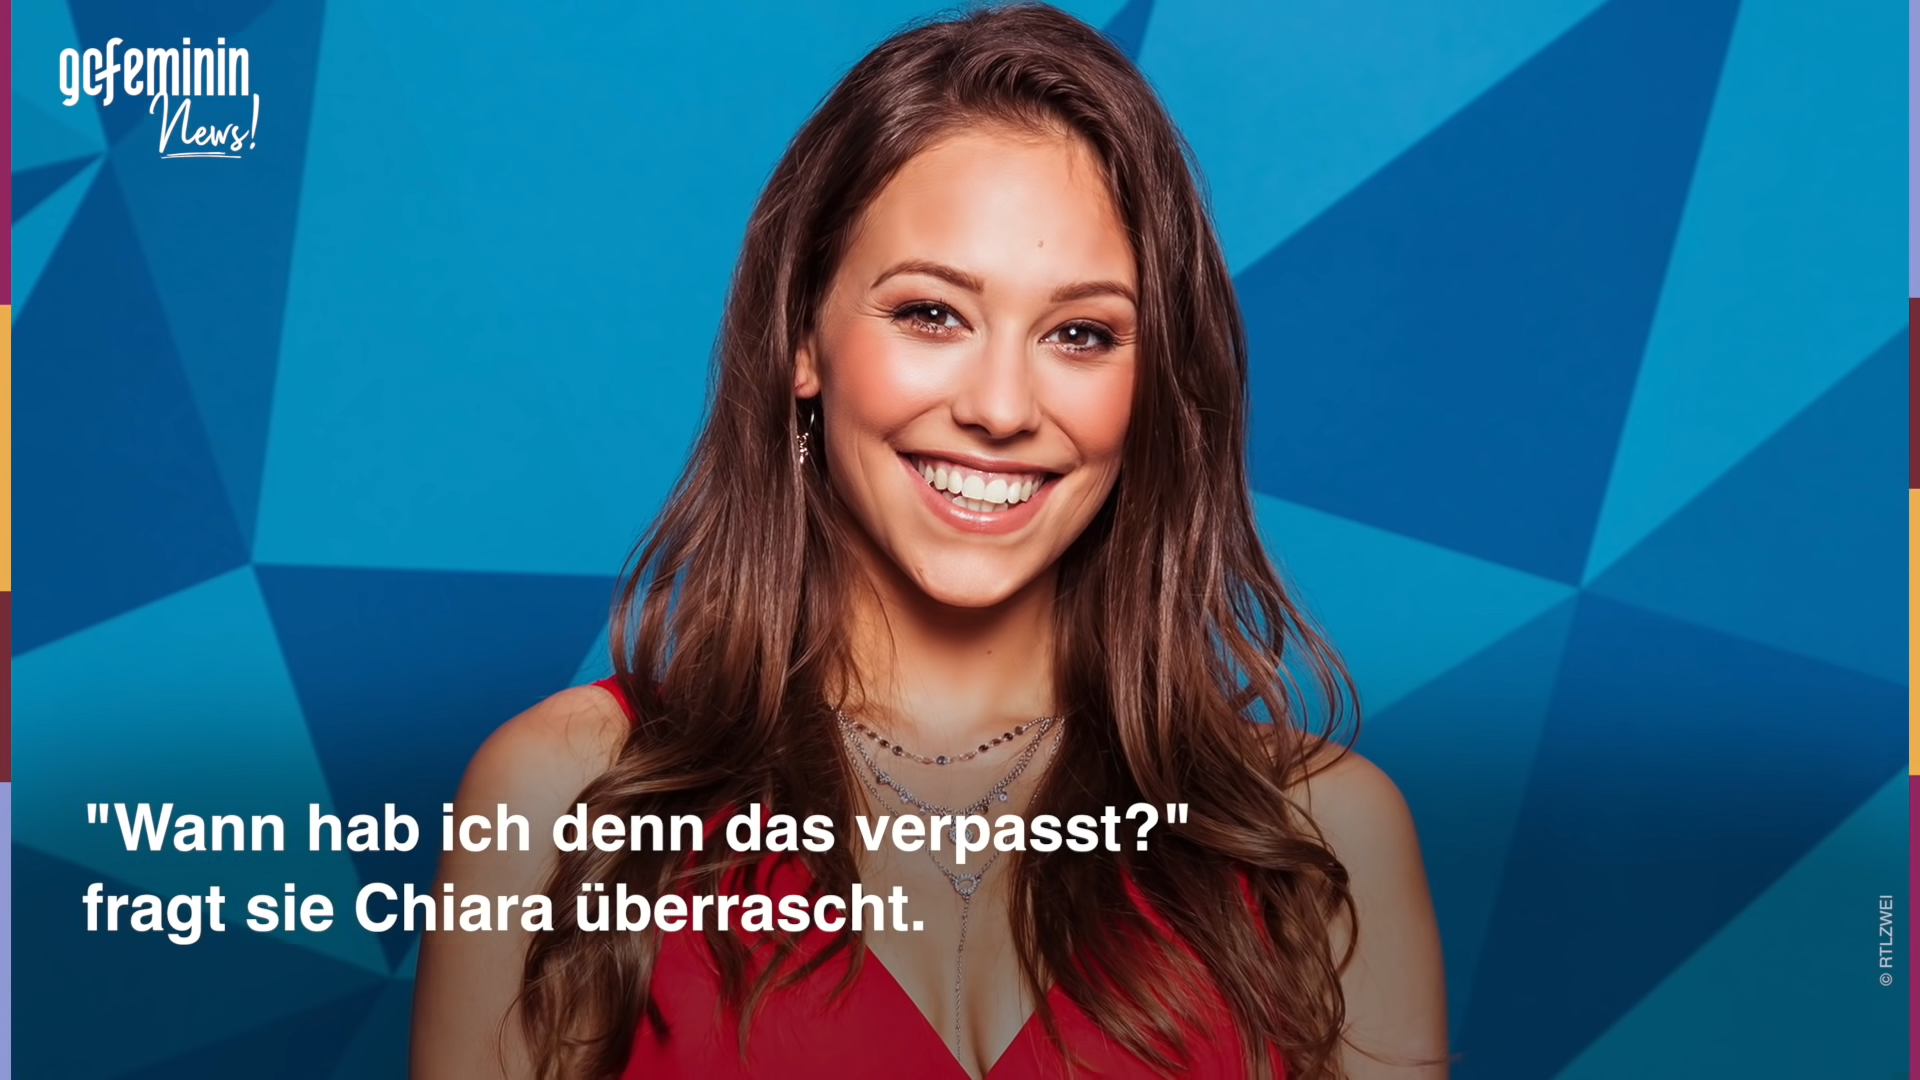 gofeminin
News!
"Wann hab ich denn das verpasst?"
fragt sie Chiara überrascht.
© RTLZWEI